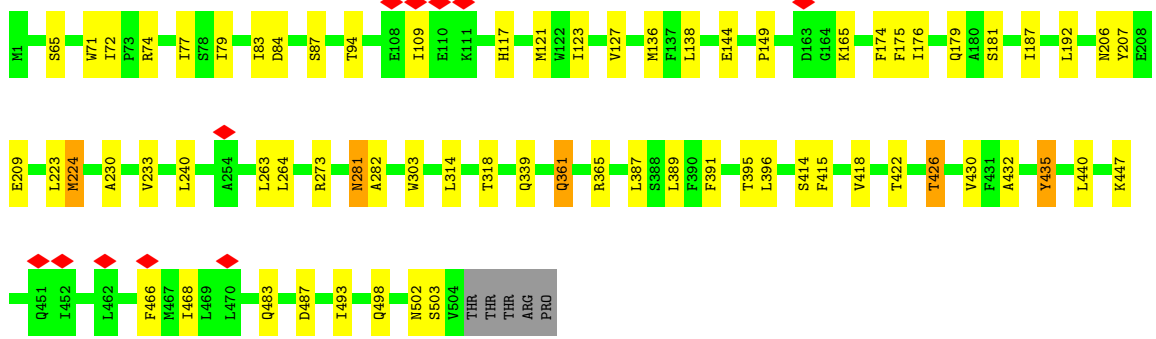 M1 S65 W71 I72 P73 R74 I77 S78 I79 I83 D84 S87 T94 E108 I109 E110 K111 H117 M121 W122 I123 V127 M136 F137 L138 E144 P149 D163 G164 K165 F174 F175 I176 Q179 A180 S181 I187 L192 N206 Y207 E208
E209 L223 M224 A230 V233 L240 A254 L263 L264 R273 N281 A282 W303 L314 T318 Q339 Q361 R365 L387 S388 L389 F390 F391 T395 L396 S414 F415 V418 T422 T426 V430 F431 A432 Y435 L440 K447
Q451 I452 L462 F466 M467 I468 L469 L470 Q483 D487 I493 Q498 N502 S503 V504 THR THR THR ARG PRO